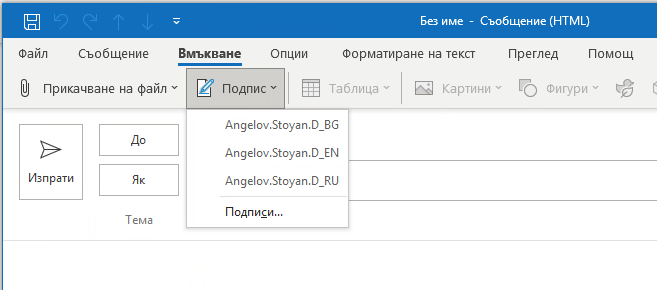 Без име - Съобщение (HTML)
Файл Съобщение Вмъкване Опции Форматиране на текст Преглед Помощ
Прикачване на файл Подпис Таблица Картини Фигури
Angelov.Stoyan.D_BG
Angelov.Stoyan.D_EN
Angelov.Stoyan.D_RU
Подписи...
Изпрати
До
Як
Тема